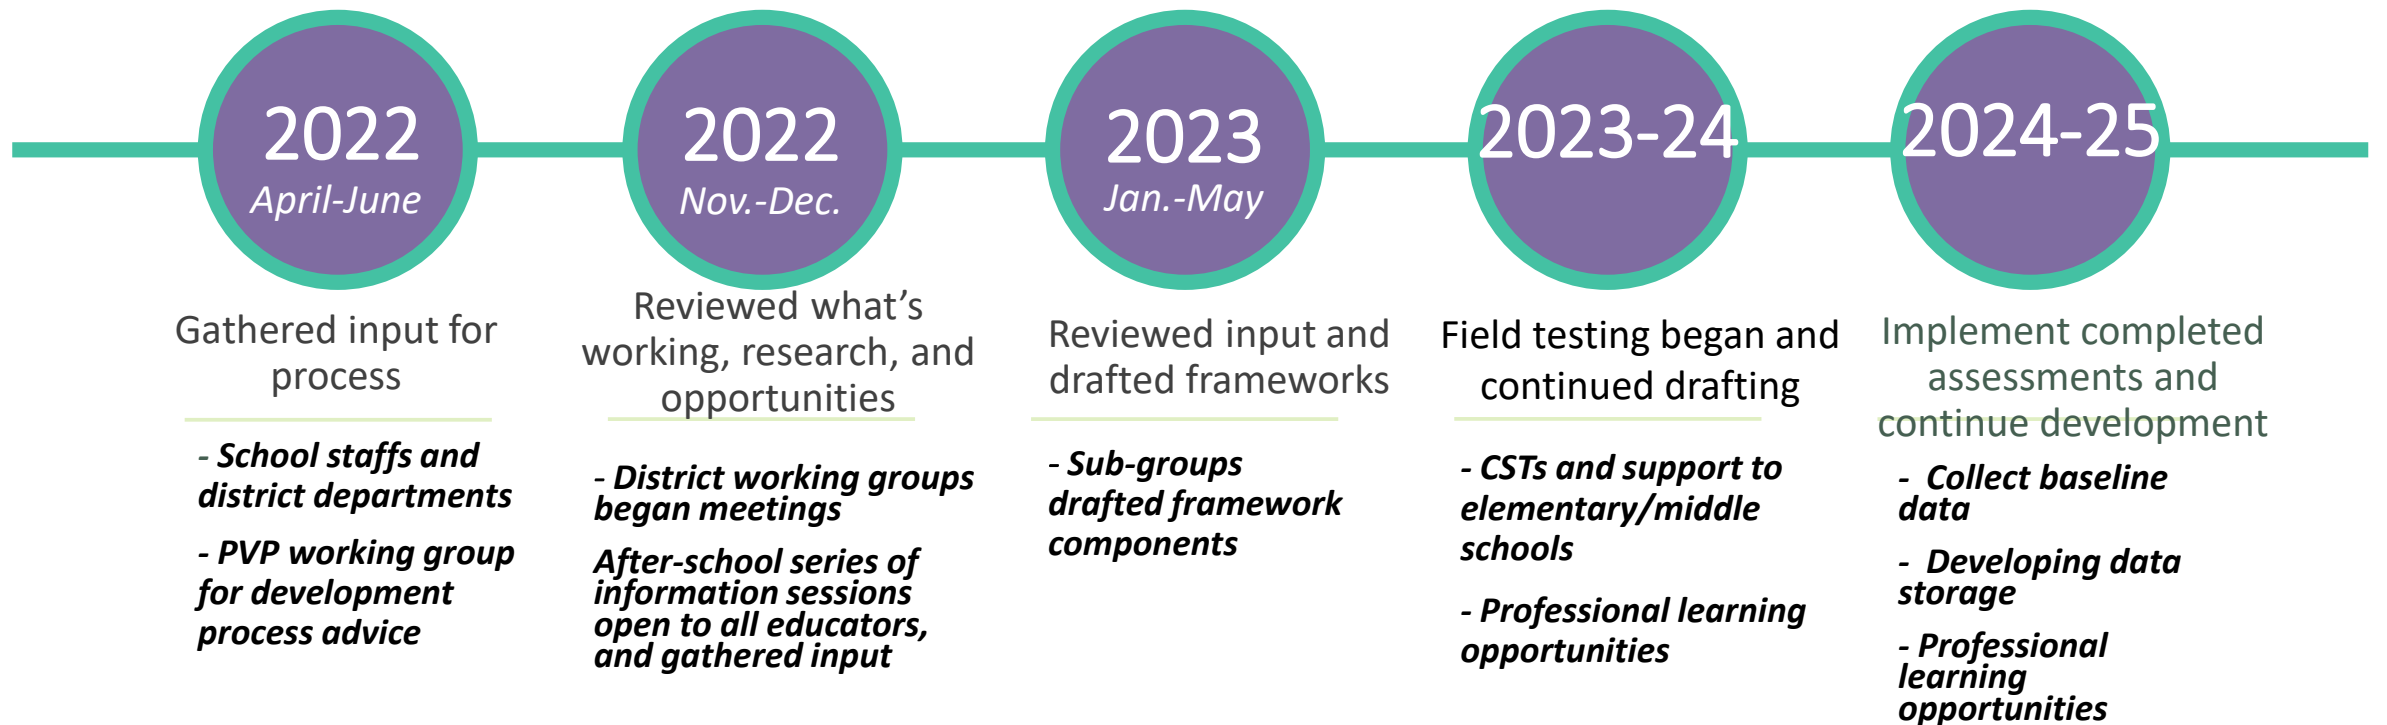 2022
April-June
Gathered input for
process
- School staffs and
district departments
- PVP working group
for development
process advice
2022
Nov.-Dec.
Reviewed what’s
working, research, and
opportunities
- District working groups
began meetings
After-school series of
information sessions
open to all educators,
and gathered input
2023
Jan.-May
Reviewed input and
drafted frameworks
- Sub-groups
drafted framework
components
2023-24
Field testing began and
continued drafting
- CSTs and support to
elementary/middle
schools
- Professional learning
opportunities
2024-25
Implement completed
assessments and
continue development
- Collect baseline
data
- Developing data
storage
- Professional
learning
opportunities